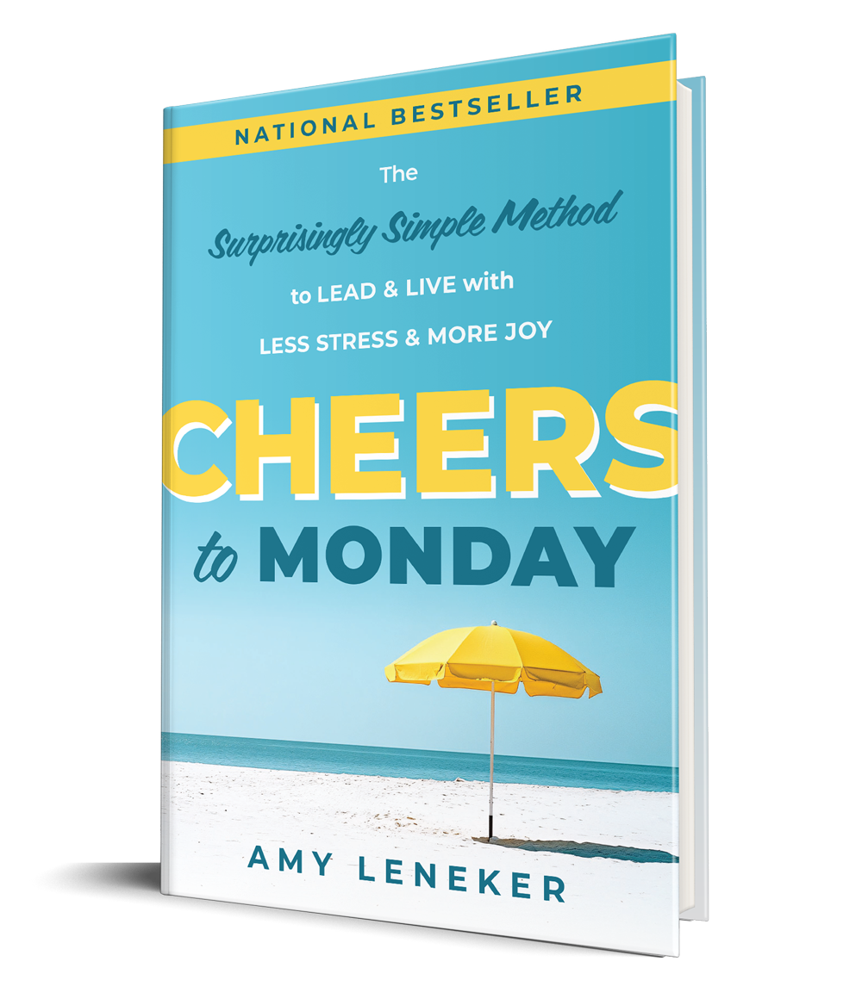 NATIONAL BESTSELLER
The
Surprisingly Simple Method
to LEAD & LIVE with
LESS STRESS & MORE JOY
CHEERS
to MONDAY
AMY LENEKER